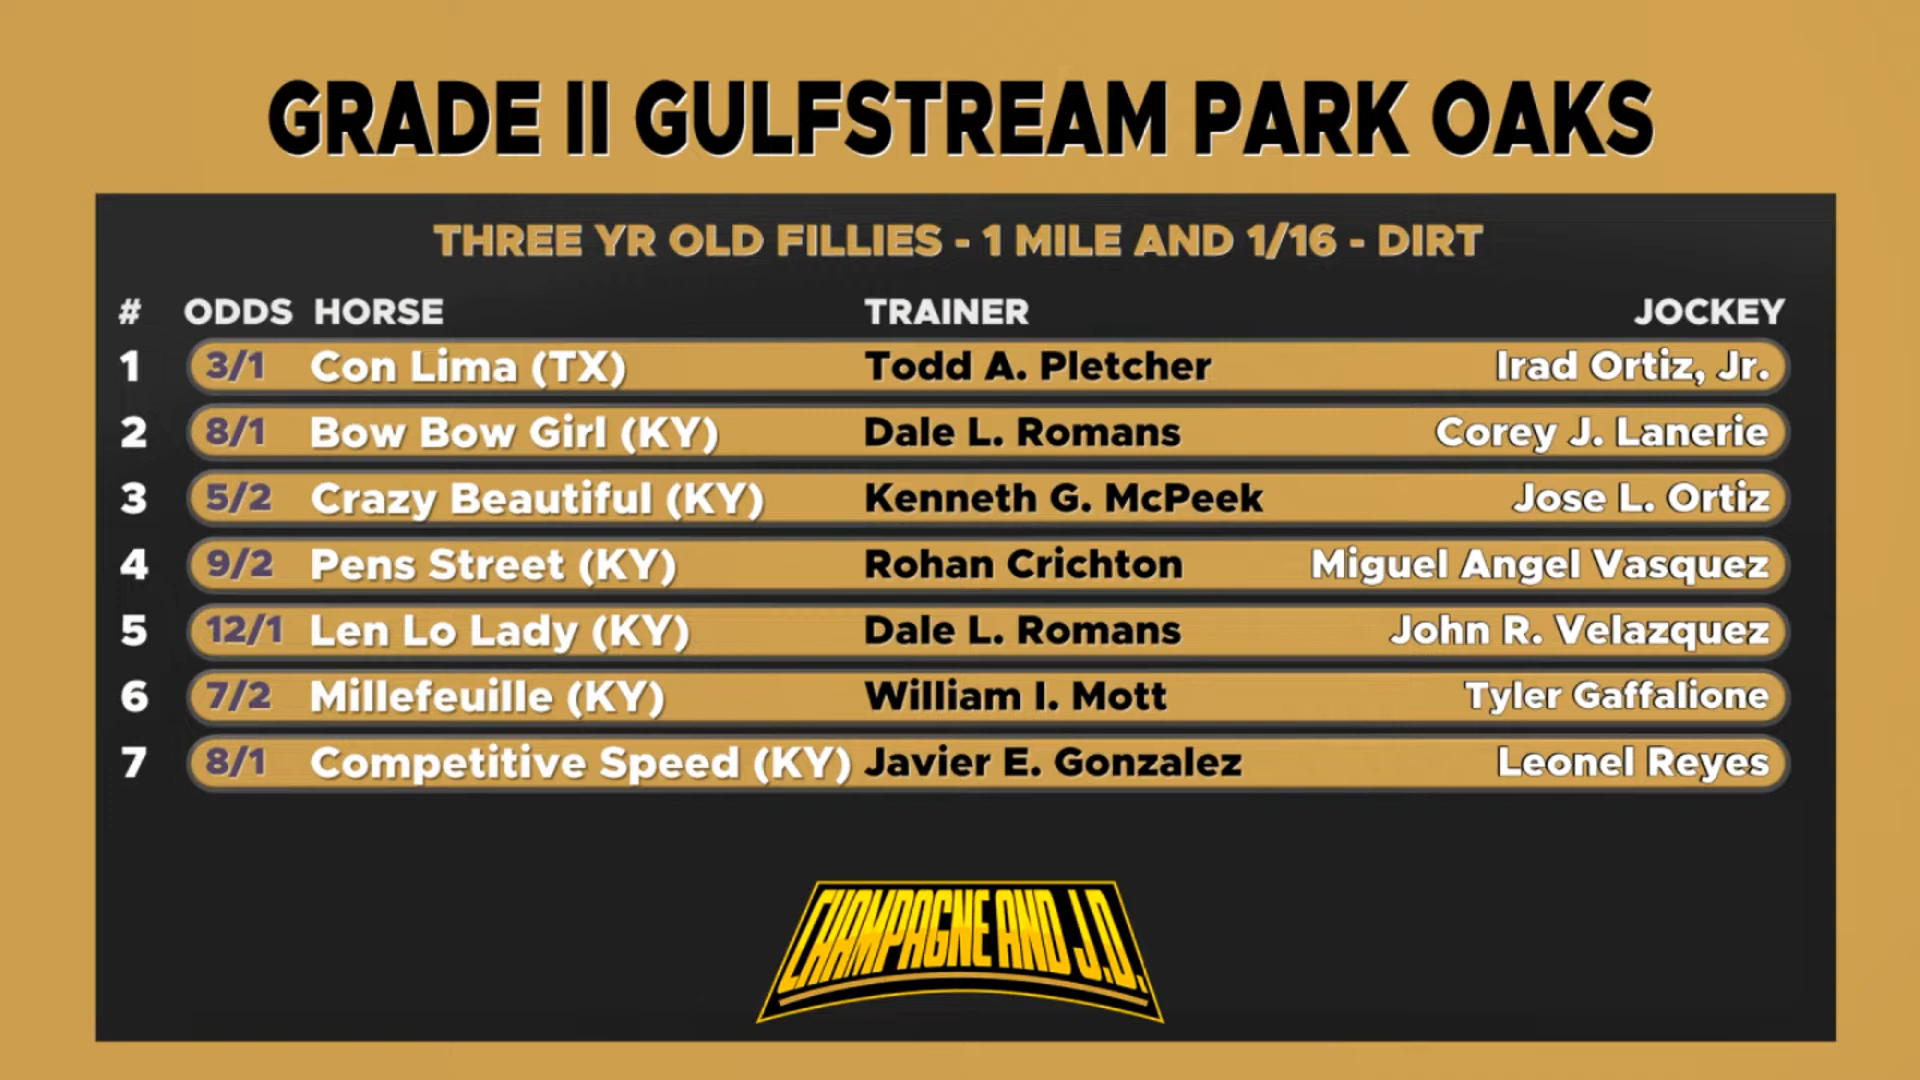 GRADE II GULFSTREAM PARK OAKS
THREE YR OLD FILLIES - 1 MILE AND 1/16 - DIRT
# ODDS HORSE TRAINER JOCKEY
1 3/1 Con Lima (TX) Todd A. Pletcher Irad Ortiz, Jr.
2 8/1 Bow Bow Girl (KY) Dale L. Romans Corey J. Lanerie
3 5/2 Crazy Beautiful (KY) Kenneth G. McPeek Jose L. Ortiz
4 9/2 Pens Street (KY) Rohan Crichton Miguel Angel Vasquez
5 12/1 Len Lo Lady (KY) Dale L. Romans John R. Velazquez
6 7/2 Millefeuille (KY) William I. Mott Tyler Gaffalione
7 8/1 Competitive Speed (KY) Javier E. Gonzalez Leonel Reyes
CHAMPAGNE AND J.D.